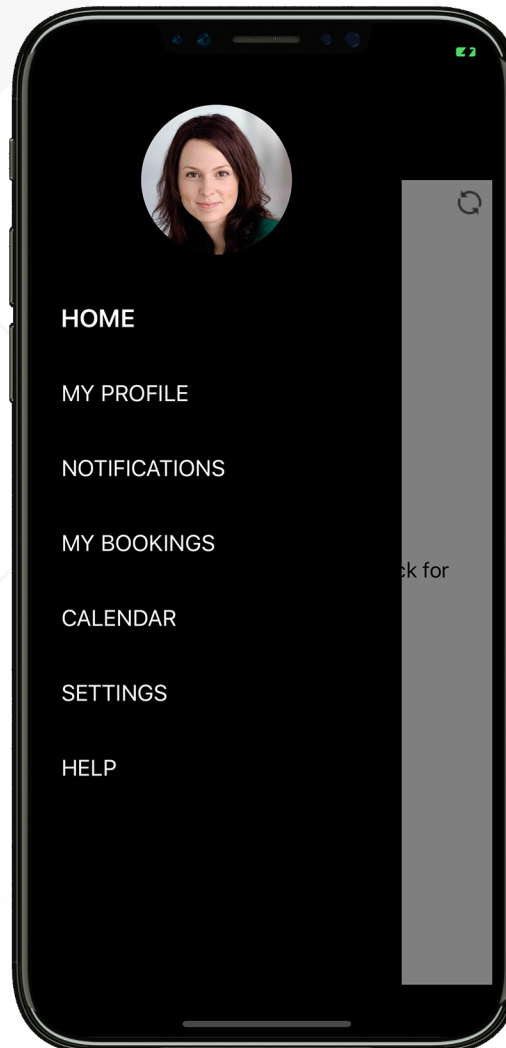 HOME
MY PROFILE
NOTIFICATIONS
MY BOOKINGS
ck for
CALENDAR
SETTINGS
HELP